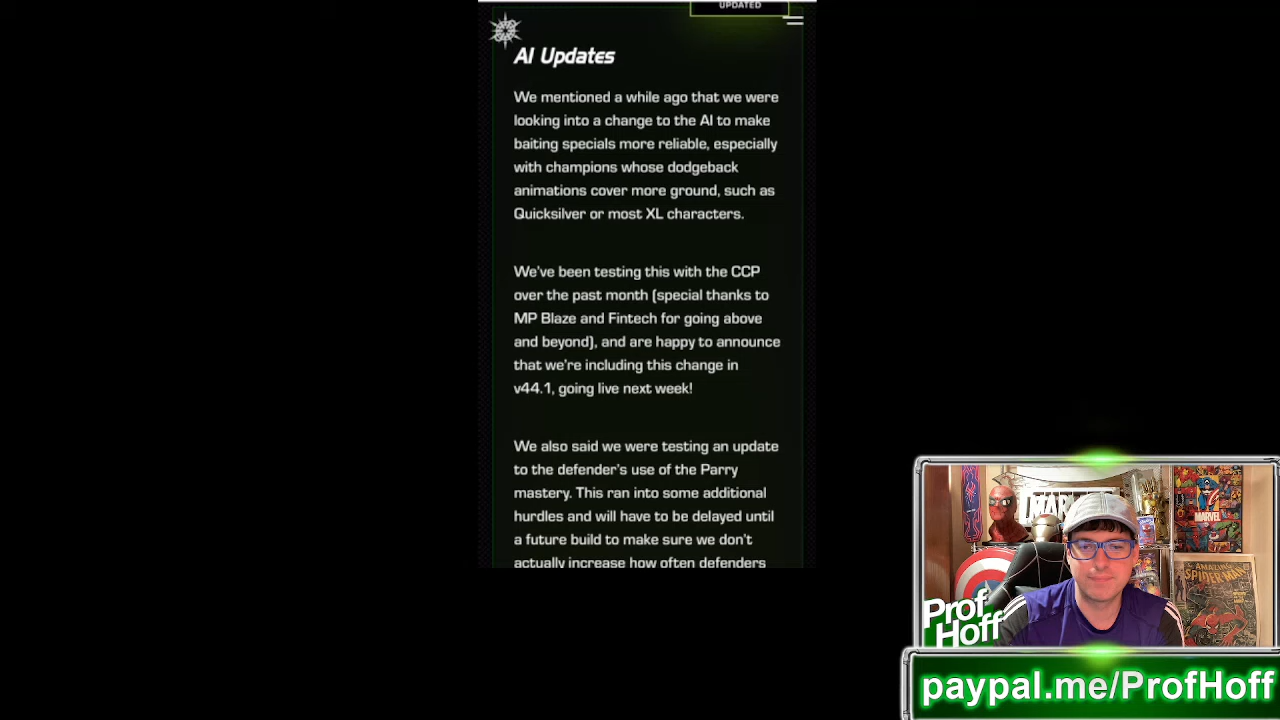 UPDATED
AI Updates
We mentioned a while ago that we were
looking into a change to the AI to make
baiting specials more reliable, especially
with champions whose dodgeback
animations cover more ground, such as
Quicksilver or most XL characters.
We've been testing this with the CCP
over the past month (special thanks to
MP Blaze and Fintech for going above
and beyond), and are happy to announce
that we're including this change in
v44.1, going live next week!
We also said we were testing an update
to the defender's use of the Parry
mastery. This ran into some additional
hurdles and will have to be delayed until
a future build to make sure we don't
actually increase how often defenders
MARVEL
AMAZING
SPIDER-MAN
Prof
Hoff
paypal.me/ProfHoff